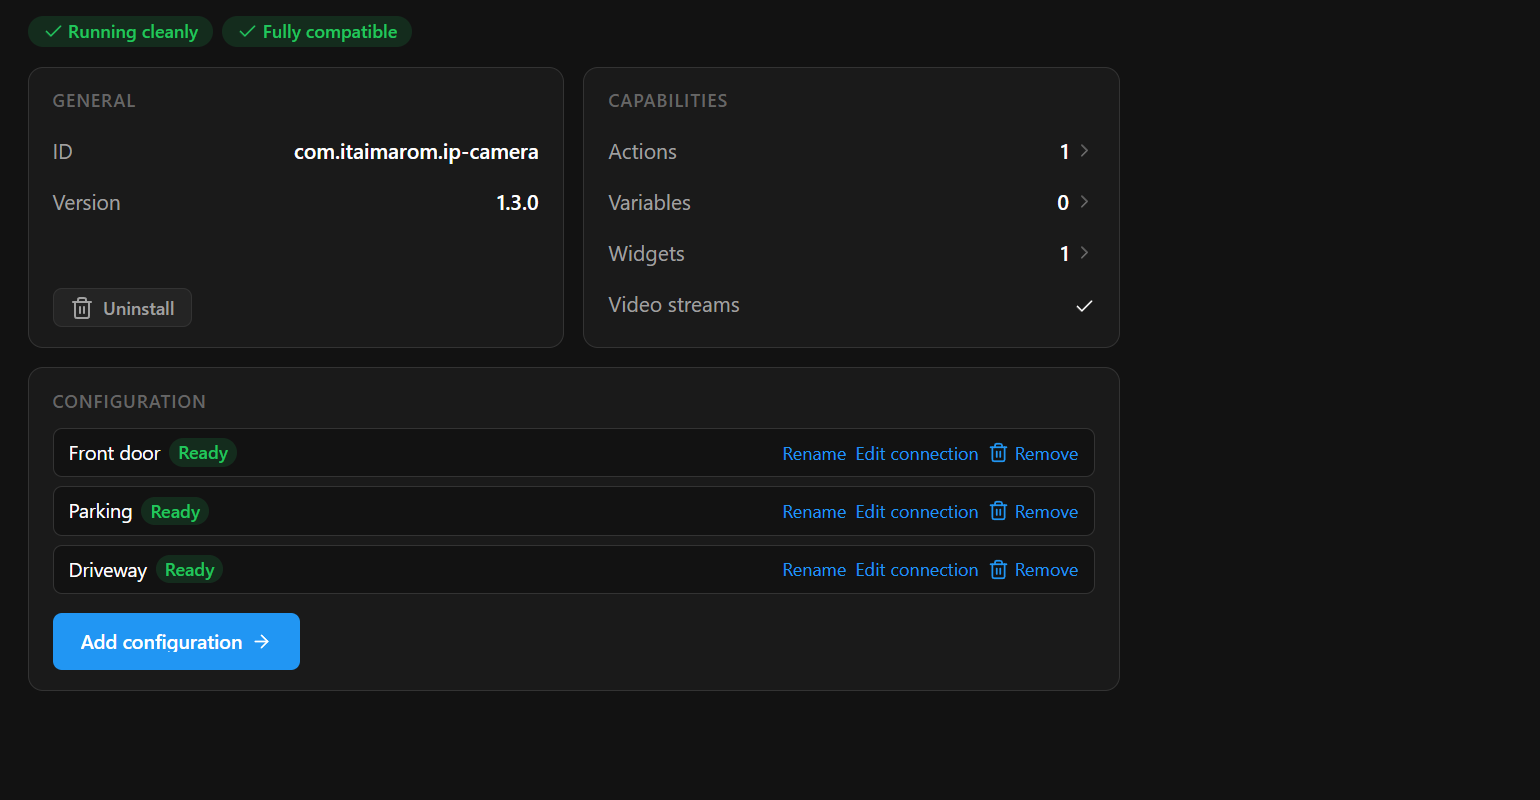 Running cleanly Fully compatible
GENERAL
ID com.itaimarom.ip-camera
Version 1.3.0
Uninstall
CAPABILITIES
Actions 1
Variables 0
Widgets 1
Video streams
CONFIGURATION
Front door Ready Rename Edit connection Remove
Parking Ready Rename Edit connection Remove
Driveway Ready Rename Edit connection Remove
Add configuration